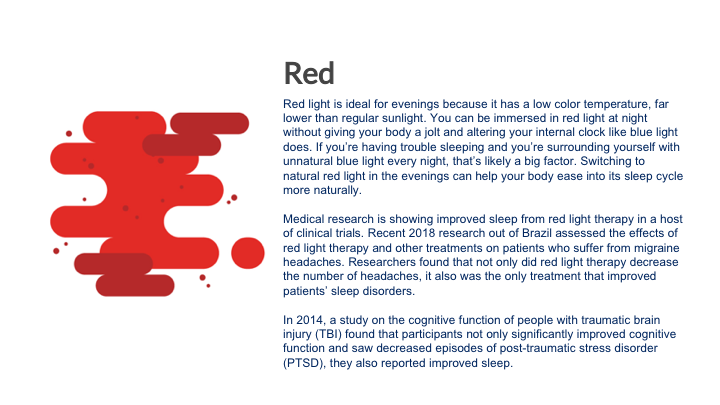 Red
Red light is ideal for evenings because it has a low color temperature, far
lower than regular sunlight. You can be immersed in red light at night
without giving your body a jolt and altering your internal clock like blue light
does. If you’re having trouble sleeping and you’re surrounding yourself with
unnatural blue light every night, that’s likely a big factor. Switching to
natural red light in the evenings can help your body ease into its sleep cycle
more naturally.
Medical research is showing improved sleep from red light therapy in a host
of clinical trials. Recent 2018 research out of Brazil assessed the effects of
red light therapy and other treatments on patients who suffer from migraine
headaches. Researchers found that not only did red light therapy decrease
the number of headaches, it also was the only treatment that improved
patients’ sleep disorders.
In 2014, a study on the cognitive function of people with traumatic brain
injury (TBI) found that participants not only significantly improved cognitive
function and saw decreased episodes of post-traumatic stress disorder
(PTSD), they also reported improved sleep.